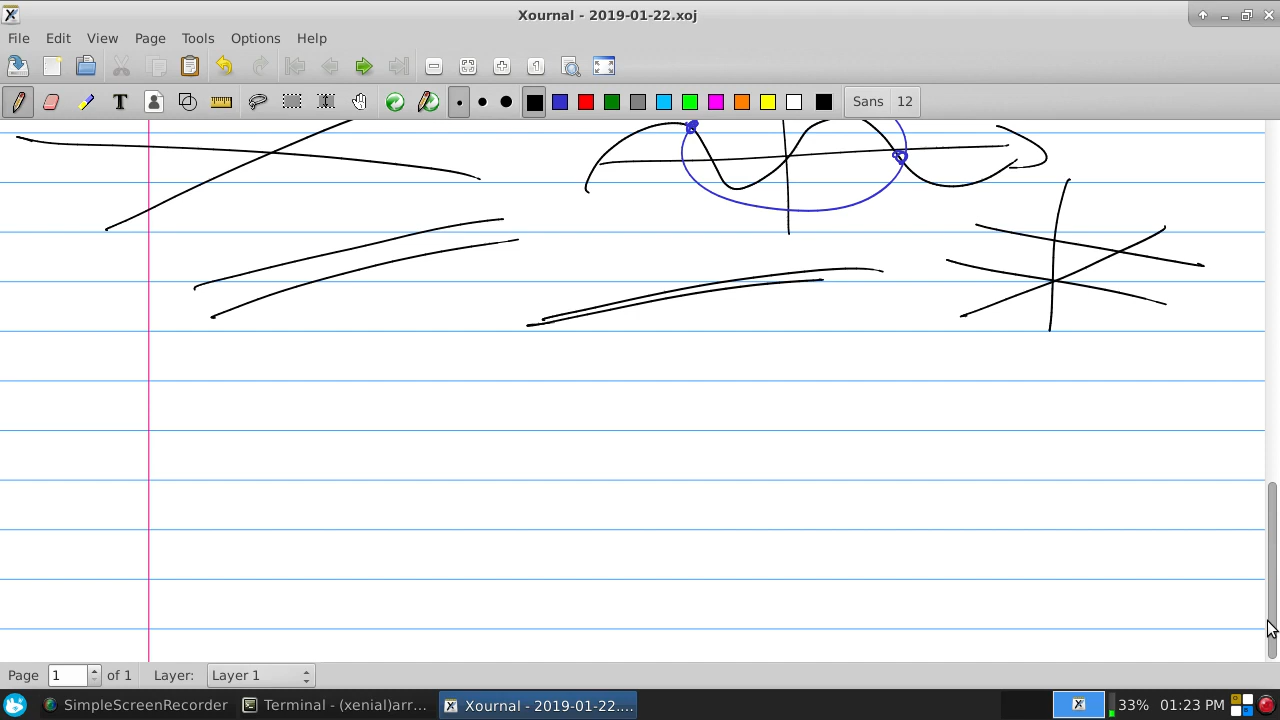 Xournal - 2019-01-22.xoj
File Edit View Page Tools Options Help
T Sans 12
Page 1 of 1 Layer: Layer 1
SimpleScreenRecorder Terminal - (xenial)arr... Xournal - 2019-01-22.... 33% 01:23 PM